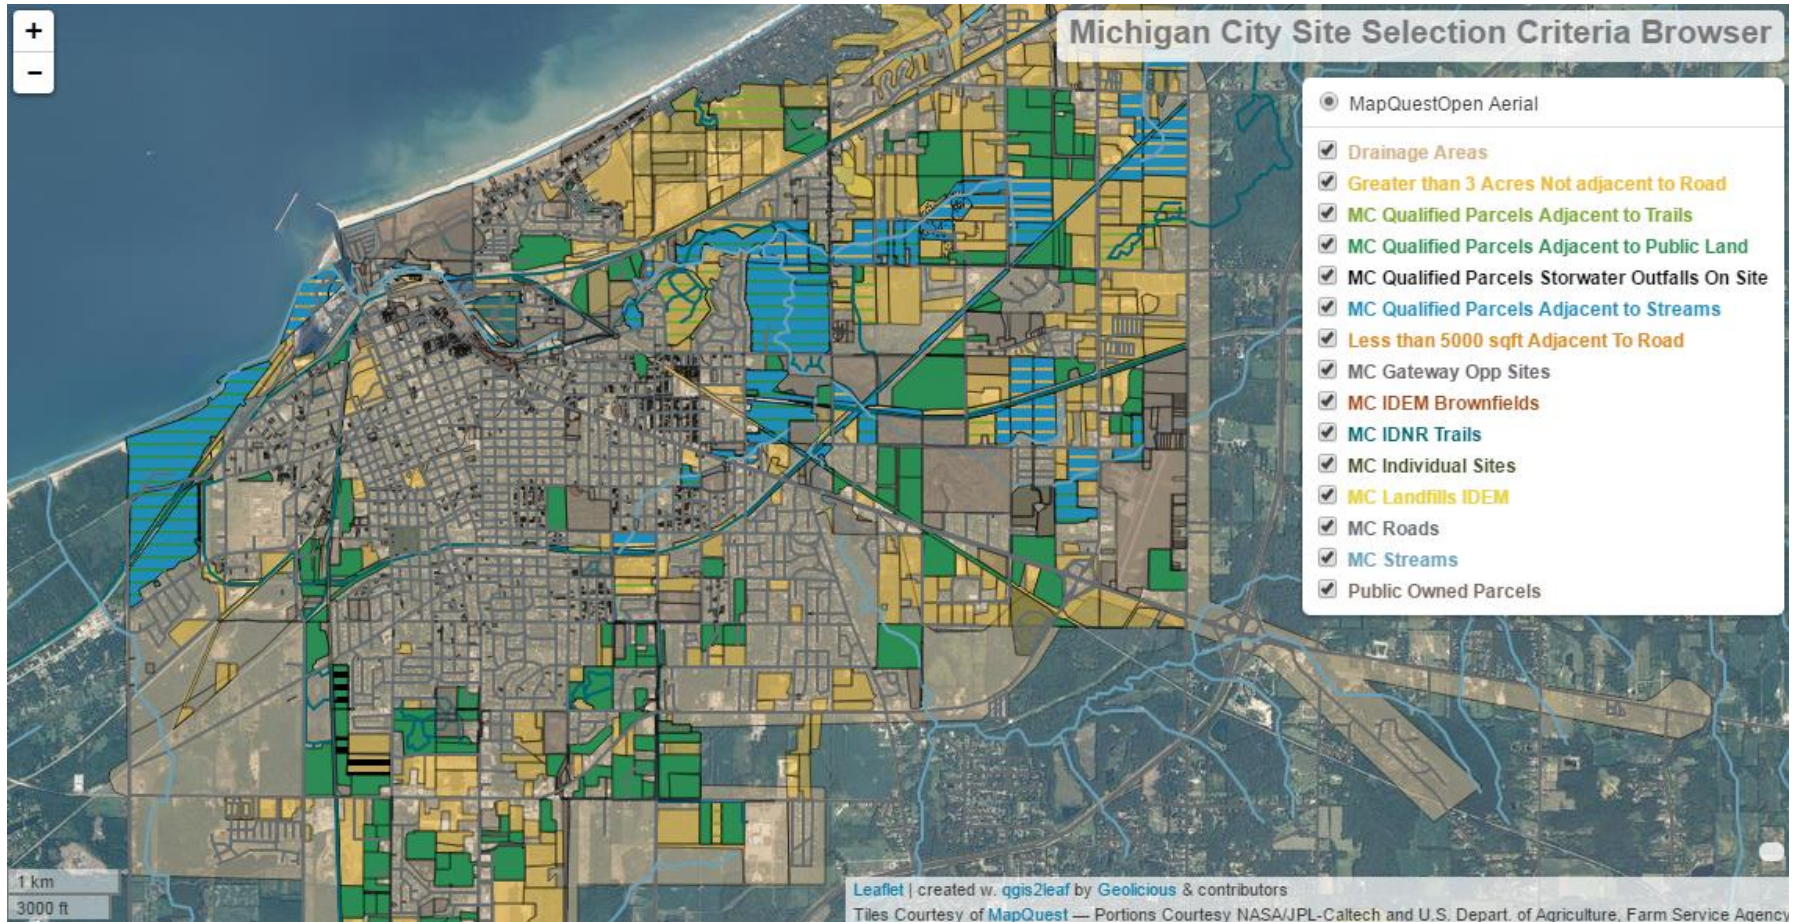 +
−
Michigan City Site Selection Criteria Browser
MapQuestOpen Aerial
Drainage Areas
Greater than 3 Acres Not adjacent to Road
MC Qualified Parcels Adjacent to Trails
MC Qualified Parcels Adjacent to Public Land
MC Qualified Parcels Storwater Outfalls On Site
MC Qualified Parcels Adjacent to Streams
Less than 5000 sqft Adjacent To Road
MC Gateway Opp Sites
MC IDEM Brownfields
MC IDNR Trails
MC Individual Sites
MC Landfills IDEM
MC Roads
MC Streams
Public Owned Parcels
1 km
3000 ft
Leaflet | created w. qgis2leaf by Geolicious & contributors
Tiles Courtesy of MapQuest — Portions Courtesy NASA/JPL-Caltech and U.S. Depart. of Agriculture, Farm Service Agency